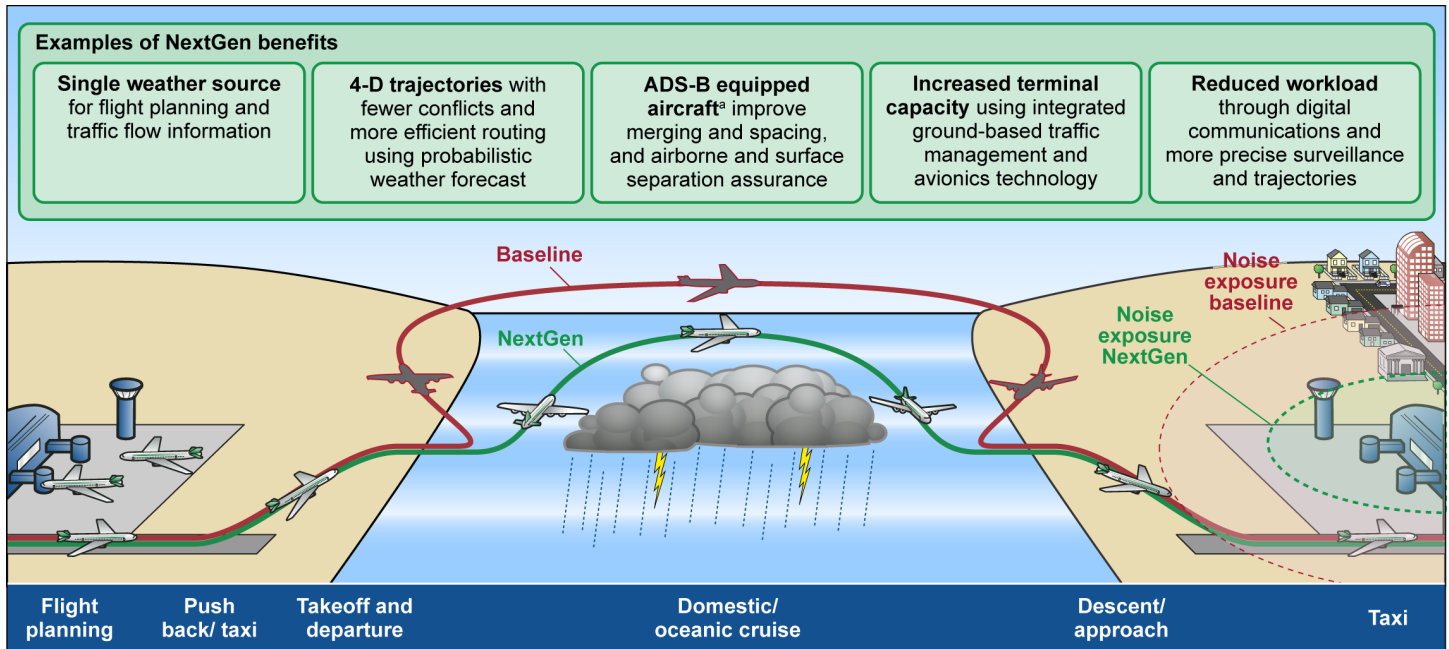 Examples of NextGen benefits
Single weather source
for flight planning and
traffic flow information
4-D trajectories with
fewer conflicts and
more efficient routing
using probabilistic
weather forecast
ADS-B equipped
aircraftᵃ improve
merging and spacing,
and airborne and surface
separation assurance
Increased terminal
capacity using integrated
ground-based traffic
management and
avionics technology
Reduced workload
through digital
communications and
more precise surveillance
and trajectories
Baseline
NextGen
Noise
exposure
baseline
Noise
exposure
NextGen
Flight
planning
Push
back/ taxi
Takeoff and
departure
Domestic/
oceanic cruise
Descent/
approach
Taxi